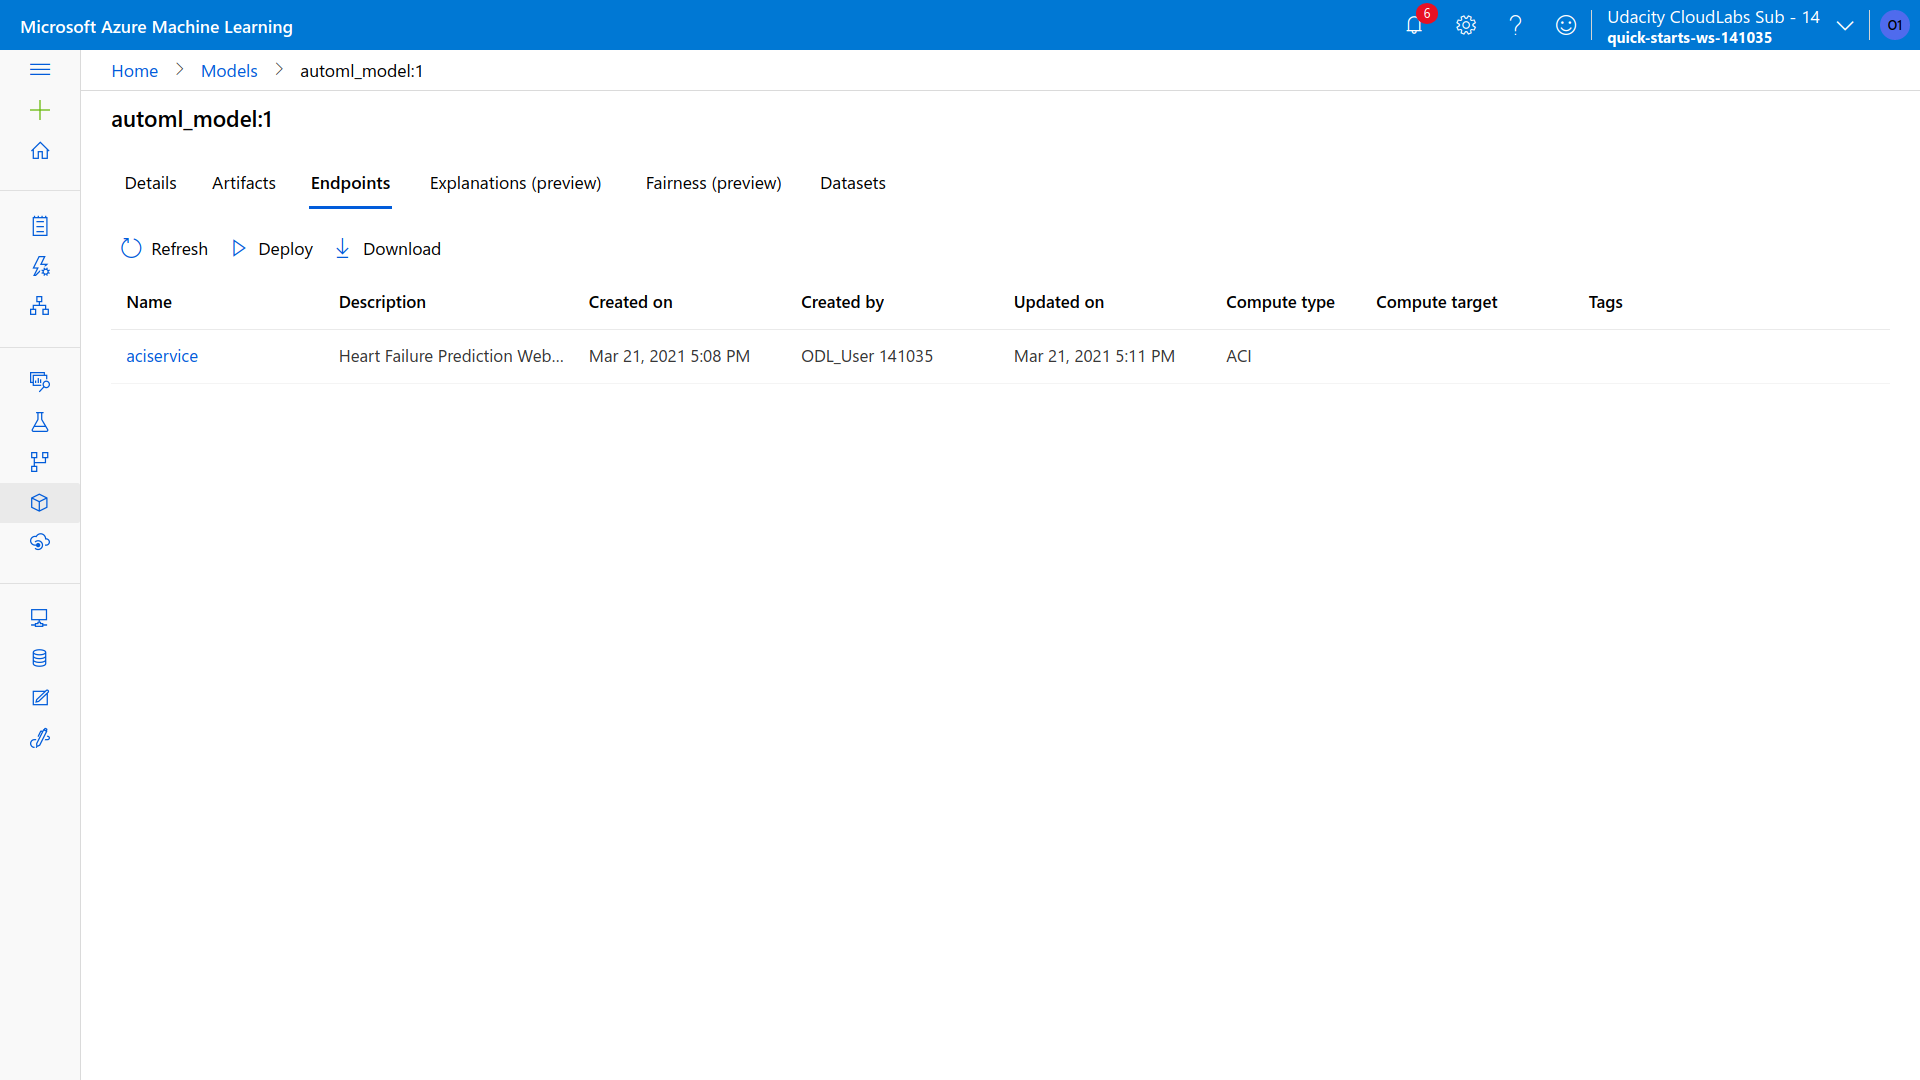 Microsoft Azure Machine Learning
6
Udacity CloudLabs Sub - 14
quick-starts-ws-141035
O1
Home
Models
automl_model:1
automl_model:1
Details
Artifacts
Endpoints
Explanations (preview)
Fairness (preview)
Datasets
Refresh
Deploy
Download
Name Description Created on Created by Updated on Compute type Compute target Tags
aciservice Heart Failure Prediction Web... Mar 21, 2021 5:08 PM ODL_User 141035 Mar 21, 2021 5:11 PM ACI